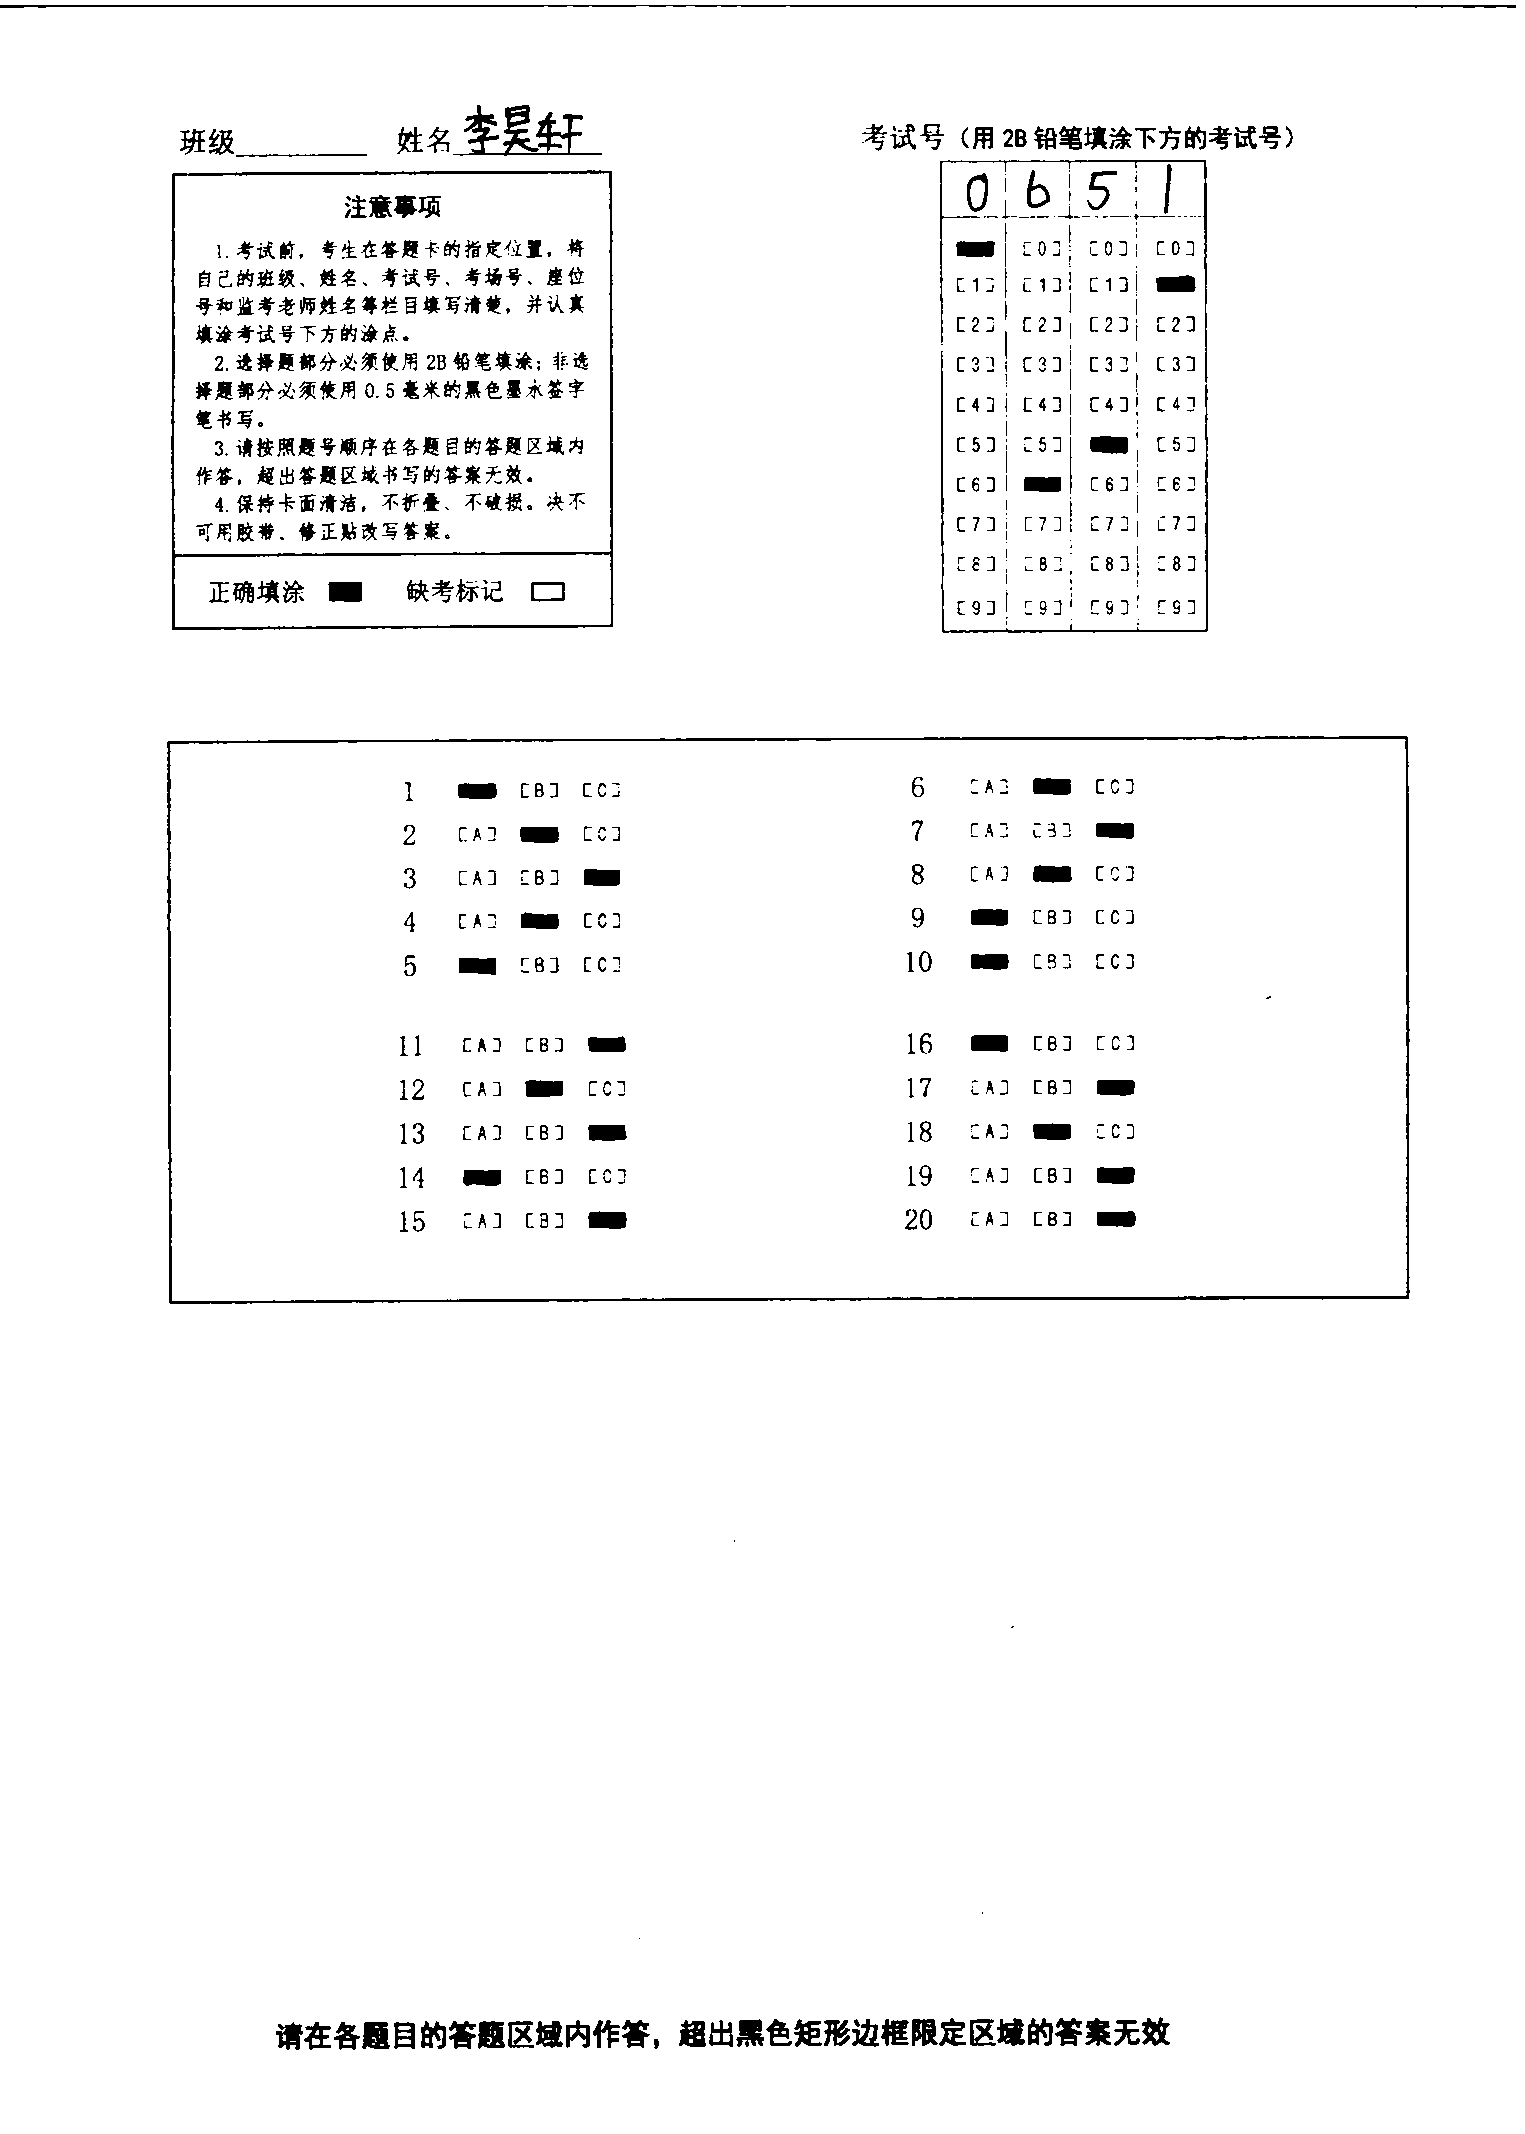 班级 姓名 李昊轩
考试号（用 2B 铅笔填涂下方的考试号）
0 6 5 1
[0] [0] [0]
[1] [1] [1]
[2] [2] [2] [2]
[3] [3] [3] [3]
[4] [4] [4] [4]
[5] [5] [5]
[6] [6] [6]
[7] [7] [7] [7]
[8] [8] [8] [8]
[9] [9] [9] [9]
注意事项
1.考试前，考生在答题卡的指定位置，将
自己的班级、姓名、考试号、考场号、座位
号和监考老师姓名等栏目填写清楚，并认真
填涂考试号下方的涂点。
2.选择题部分必须使用2B铅笔填涂；非选
择题部分必须使用0.5毫米的黑色墨水签字
笔书写。
3.请按照题号顺序在各题目的答题区域内
作答，超出答题区域书写的答案无效。
4.保持卡面清洁，不折叠、不破损。决不
可用胶带、修正贴改写答案。
正确填涂 缺考标记
1 [B] [C]
2 [A] [C]
3 [A] [B]
4 [A] [C]
5 [B] [C]
6 [A] [C]
7 [A] [B]
8 [A] [C]
9 [B] [C]
10 [B] [C]
11 [A] [B]
12 [A] [C]
13 [A] [B]
14 [B] [C]
15 [A] [B]
16 [B] [C]
17 [A] [B]
18 [A] [C]
19 [A] [B]
20 [A] [B]
请在各题目的答题区域内作答，超出黑色矩形边框限定区域的答案无效